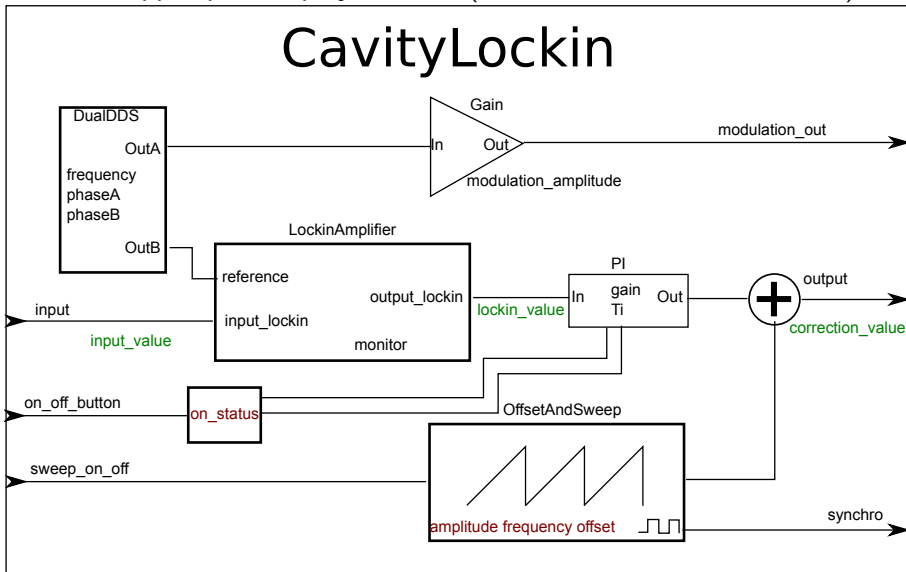 CavityLockin
DualDDS
OutA
frequency
phaseA
phaseB
OutB
Gain
In
Out
modulation_amplitude
modulation_out
LockinAmplifier
reference
output_lockin
input_lockin
monitor
input
input_value
lockin_value
PI
In
gain
Out
Ti
output
correction_value
on_off_button
on_status
OffsetAndSweep
sweep_on_off
amplitude frequency offset
synchro